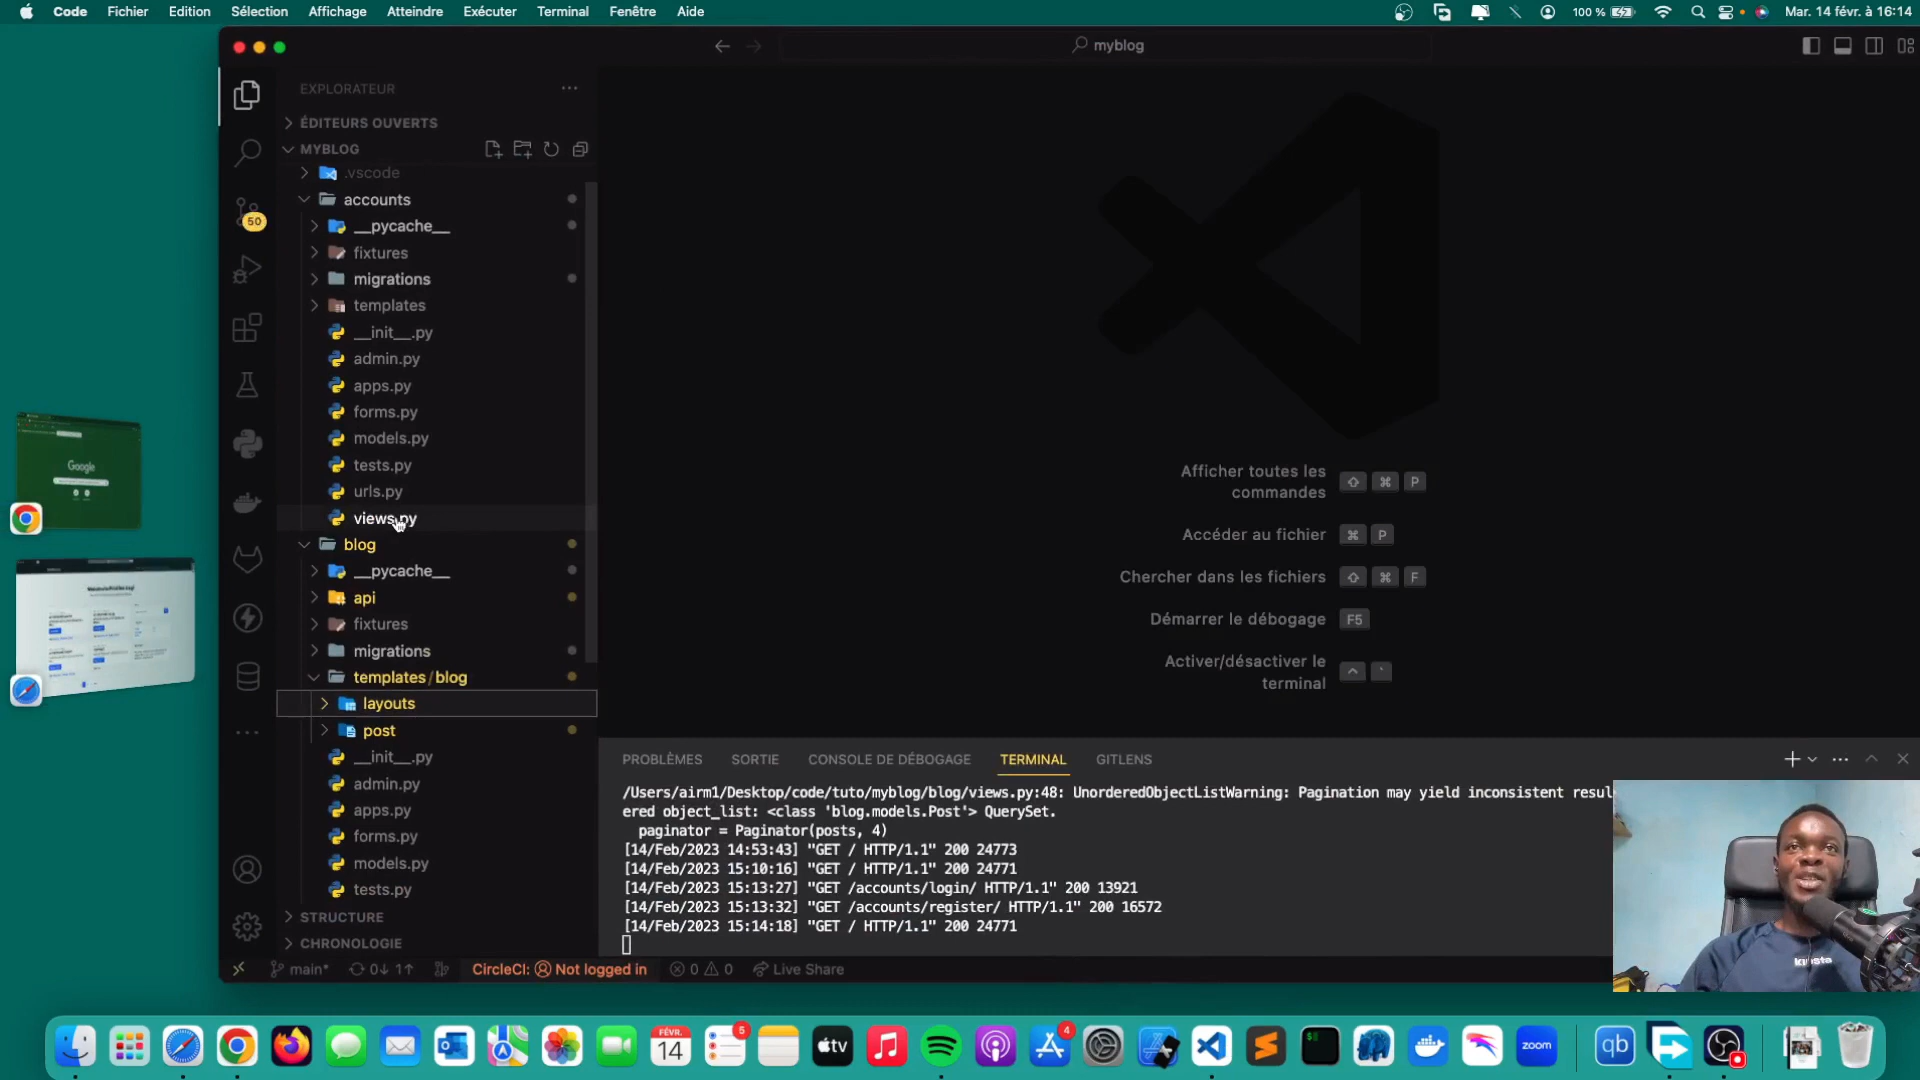 Code Fichier Edition Sélection Affichage Atteindre Exécuter Terminal Fenêtre Aide 100 % Mar. 14 févr. à 16:14
myblog
EXPLORATEUR
ÉDITEURS OUVERTS
MYBLOG
.vscode
accounts
__pycache__
fixtures
migrations
templates
__init__.py
admin.py
apps.py
forms.py
models.py
tests.py
urls.py
views.py
blog
__pycache__
api
fixtures
migrations
templates/blog
layouts
post
__init__.py
admin.py
apps.py
forms.py
models.py
tests.py
STRUCTURE
CHRONOLOGIE
50
Google
Afficher toutes les
commandes
P
Accéder au fichier
⌘ P
Chercher dans les fichiers
F
Démarrer le débogage F5
Activer/désactiver le
terminal
PROBLÈMES SORTIE CONSOLE DE DÉBOGAGE TERMINAL GITLENS
/Users/airm1/Desktop/code/tuto/myblog/blog/views.py:48: UnorderedObjectListWarning: Pagination may yield inconsistent resul
ered object_list: <class 'blog.models.Post'> QuerySet.
paginator = Paginator(posts, 4)
[14/Feb/2023 14:53:43] "GET / HTTP/1.1" 200 24773
[14/Feb/2023 15:10:16] "GET / HTTP/1.1" 200 24771
[14/Feb/2023 15:13:27] "GET /accounts/login/ HTTP/1.1" 200 13921
[14/Feb/2023 15:13:32] "GET /accounts/register/ HTTP/1.1" 200 16572
[14/Feb/2023 15:14:18] "GET / HTTP/1.1" 200 24771
main* 0↓ 1↑ CircleCI: Not logged in 0 0 Live Share
FÉVR.
14
5
tv
4
zoom
qb